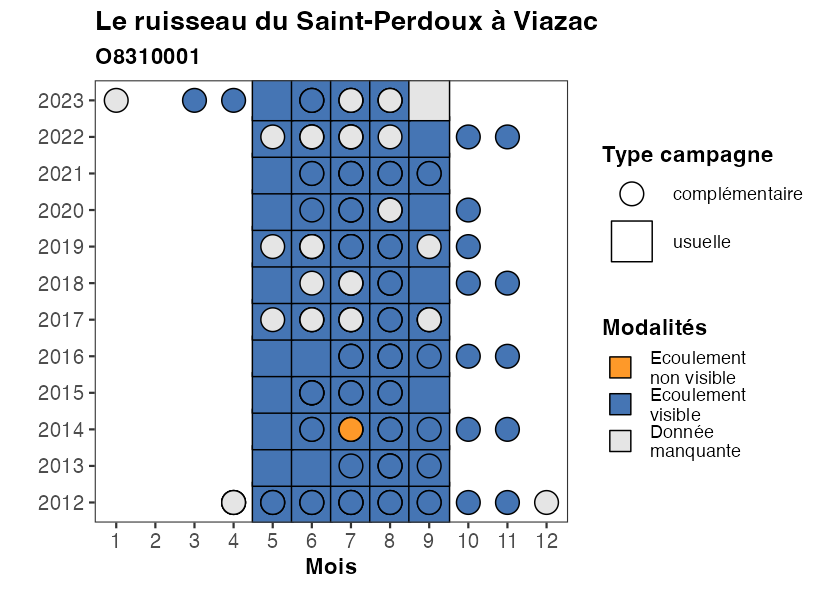 Le ruisseau du Saint-Perdoux à Viazac
O8310001
2023
2022
2021
2020
2019
2018
2017
2016
2015
2014
2013
2012
1 2 3 4 5 6 7 8 9 10 11 12
Mois
Type campagne
complémentaire
usuelle
Modalités
Ecoulement
non visible
Ecoulement
visible
Donnée
manquante